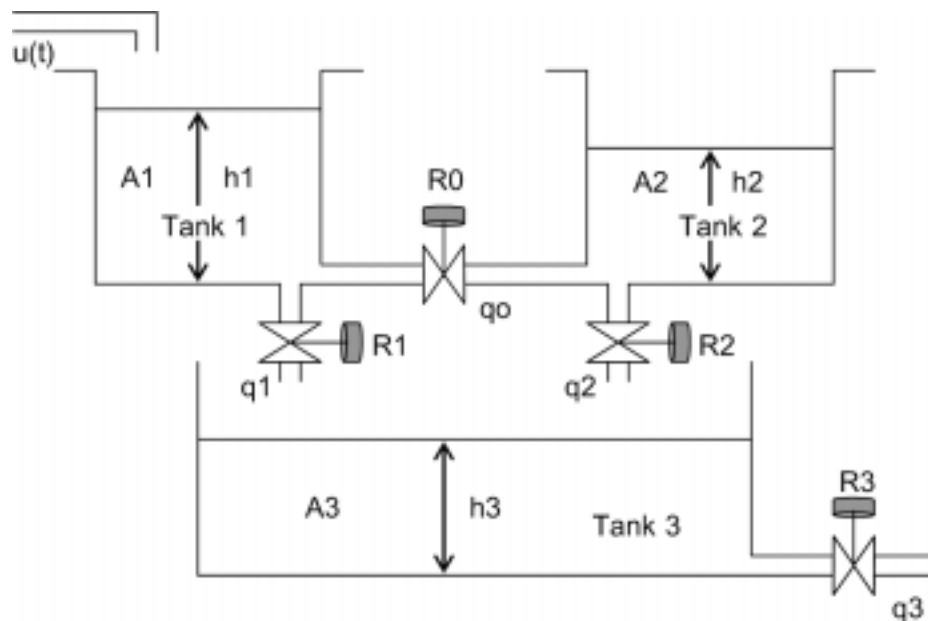 u(t)
A1 h1
Tank 1
R0
A2 h2
Tank 2
qo
R1
R2
q1
q2
A3 h3
Tank 3
R3
q3